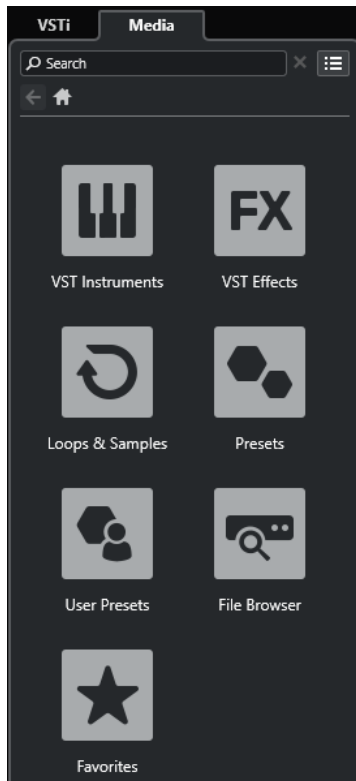 VSTi Media
Search
VST Instruments FX VST Effects
Loops & Samples Presets
User Presets File Browser
Favorites